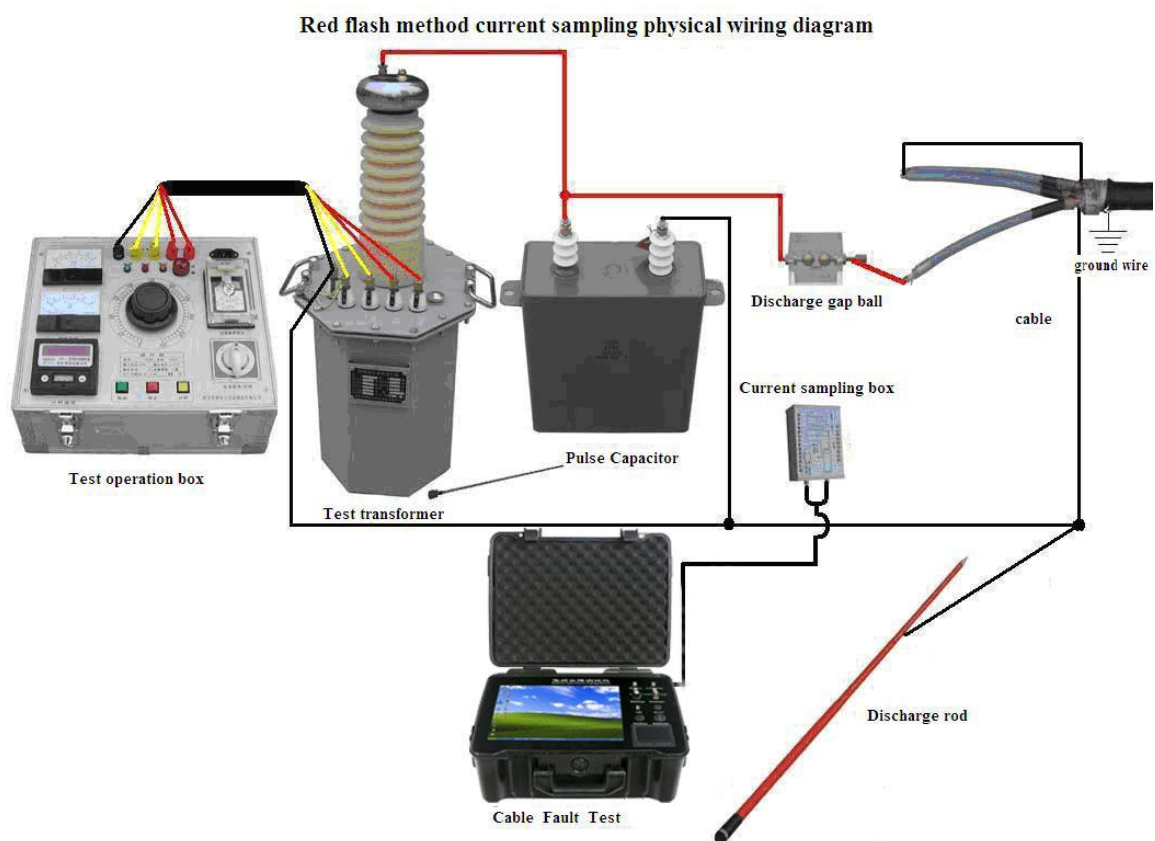 Red flash method current sampling physical wiring diagram
ground wire
Discharge gap ball
cable
Current sampling box
Pulse Capacitor
Test operation box
Test transformer
Discharge rod
Cable Fault Test